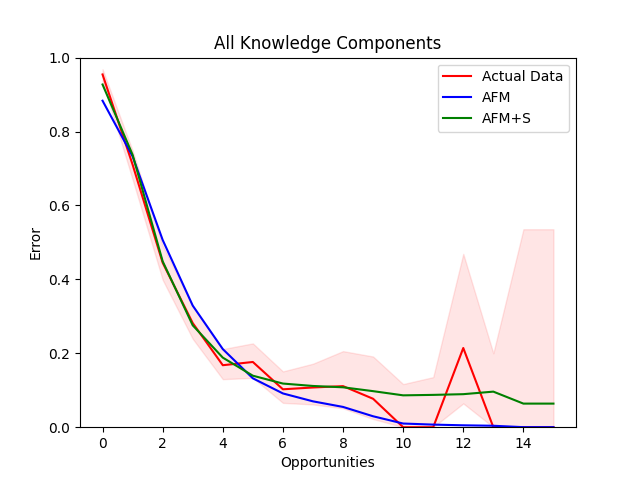 All Knowledge Components
Actual Data
AFM
AFM+S
Error
1.0
0.8
0.6
0.4
0.2
0.0
0 2 4 6 8 10 12 14
Opportunities